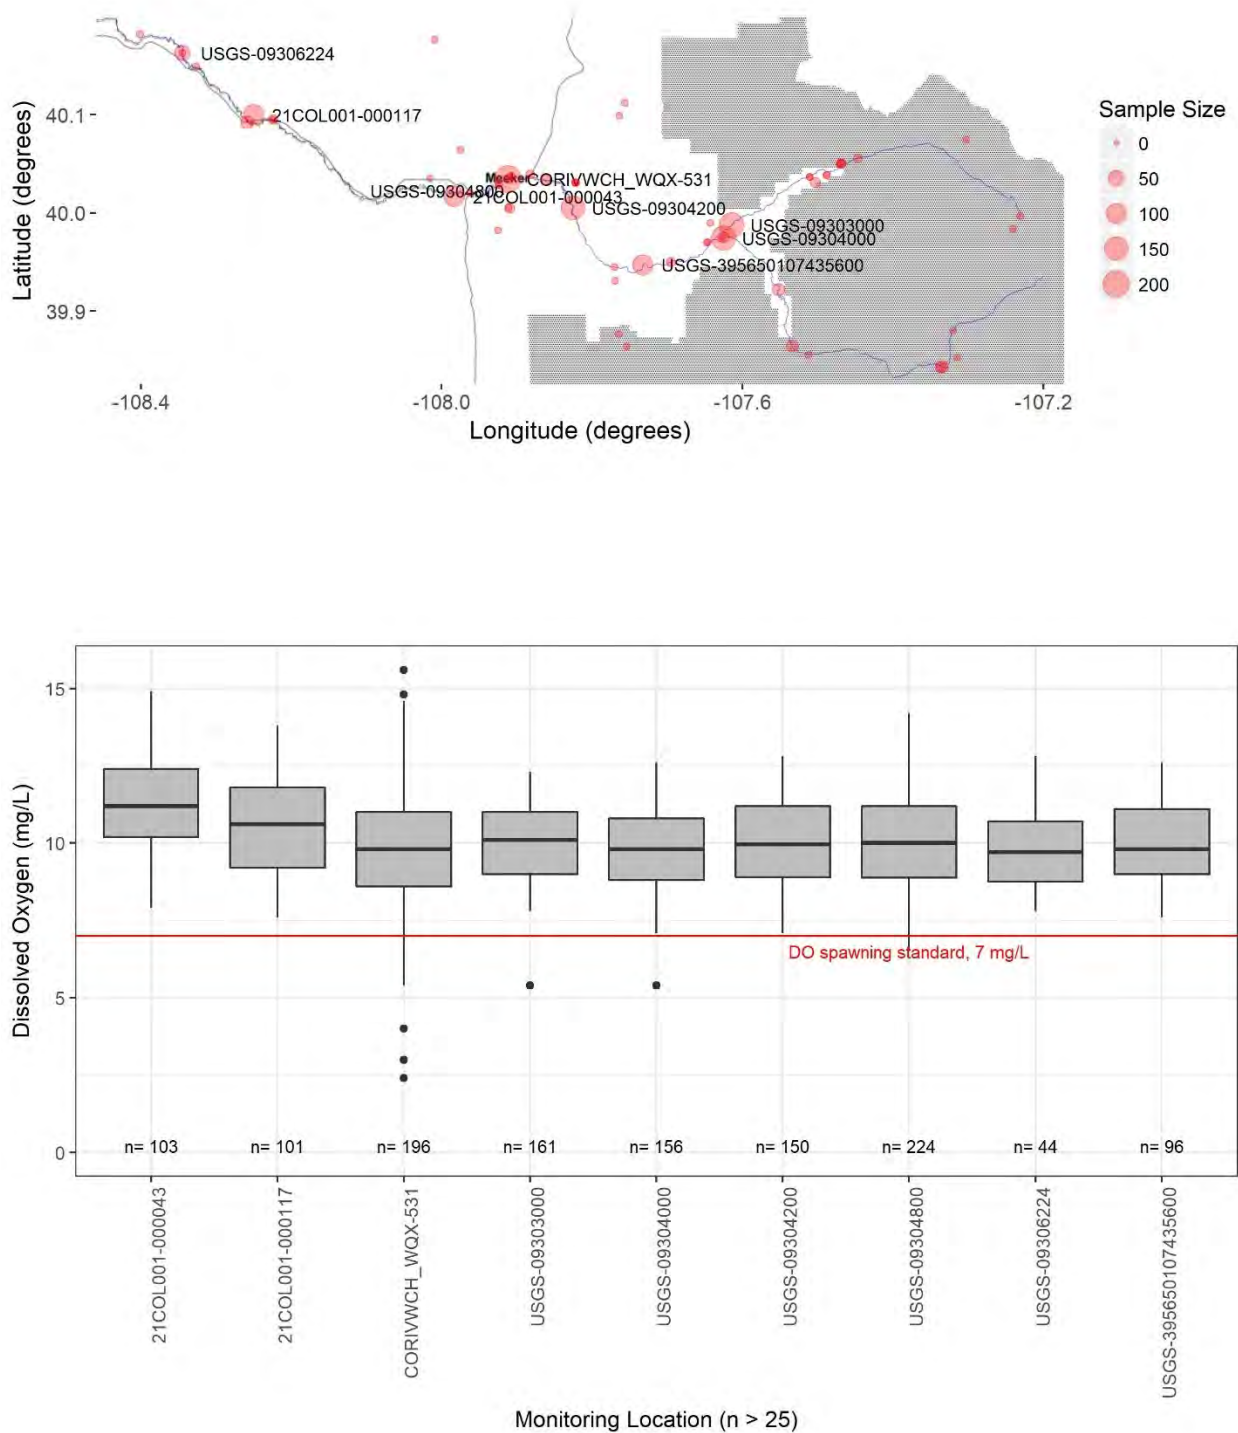 USGS-09306224
21COL001-000117
Meeker
CORIVWCH_WQX-531
USGS-09304800
21COL001-000043
USGS-09304200
USGS-09303000
USGS-09304000
USGS-395650107435600
40.1
40.0
39.9
Latitude (degrees)
-108.4
-108.0
-107.6
-107.2
Longitude (degrees)
Sample Size
0
50
100
150
200
15
10
5
0
Dissolved Oxygen (mg/L)
DO spawning standard, 7 mg/L
n= 103
n= 101
n= 196
n= 161
n= 156
n= 150
n= 224
n= 44
n= 96
21COL001-000043
21COL001-000117
CORIVWCH_WQX-531
USGS-09303000
USGS-09304000
USGS-09304200
USGS-09304800
USGS-09306224
USGS-395650107435600
Monitoring Location (n > 25)